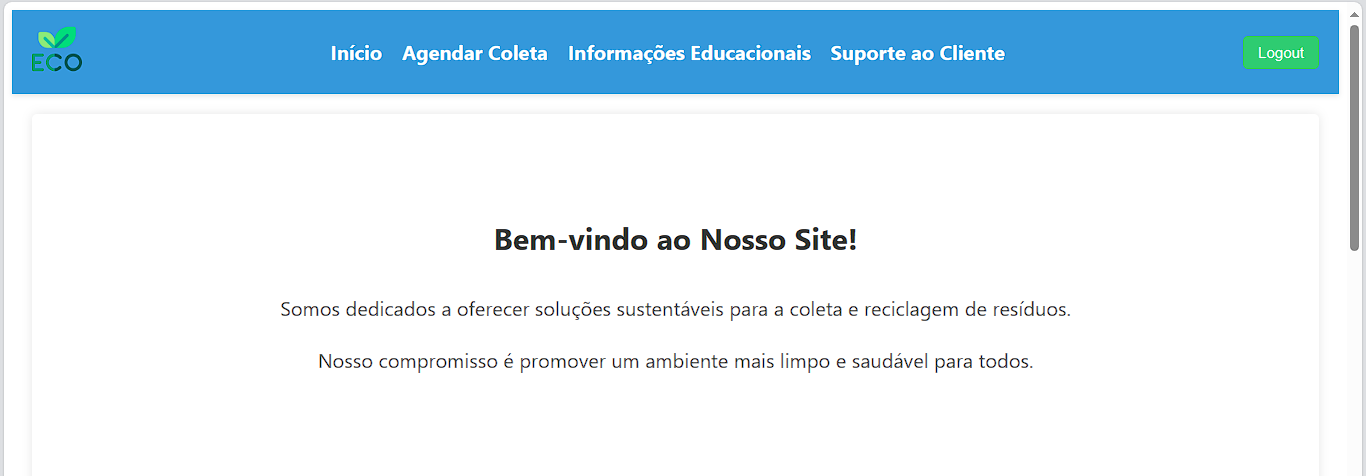 ECO
Início Agendar Coleta Informações Educacionais Suporte ao Cliente Logout
Bem-vindo ao Nosso Site!
Somos dedicados a oferecer soluções sustentáveis para a coleta e reciclagem de resíduos.
Nosso compromisso é promover um ambiente mais limpo e saudável para todos.